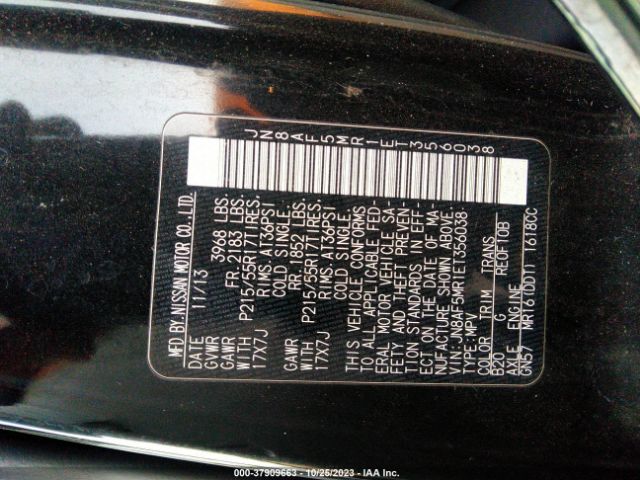 JN8AF5MR1ET356038
MFD BY: NISSAN MOTOR CO., LTD.
DATE 11/13
GVWR 3968 LBS.
GAWR FR. 2183 LBS.
WITH P215/55R17TIRES.
17X7J RIMS. AT36PSI
COLD SINGLE.
GAWR RR. 1852 LBS.
WITH P215/55R17TIRES.
17X7J RIMS. AT36PSI
COLD SINGLE.
THIS VEHICLE CONFORMS
TO ALL APPLICABLE FED-
ERAL MOTOR VEHICLE SA-
FETY AND THEFT PREVEN-
TION STANDARDS IN EFF-
ECT ON THE DATE OF MA-
NUFACTURE SHOWN ABOVE.
VIN: JN8AF5MR1ET356038
TYPE: MPV
COLOR TRIM TRANS
B20 G RE0F10B
AXLE ENGINE
GN57 MR16(DD)T 1618CC
000-37909663 - 10/25/2023 - IAA Inc.